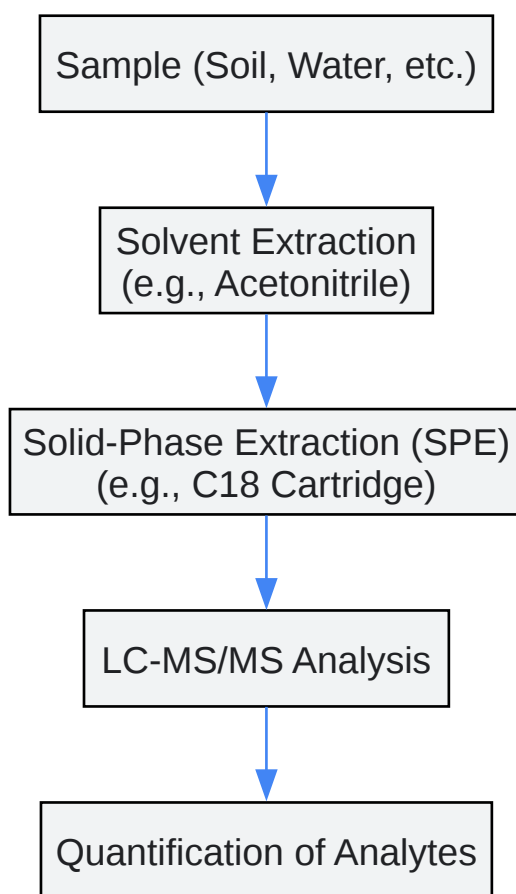 Sample (Soil, Water, etc.)
Solvent Extraction
(e.g., Acetonitrile)
Solid-Phase Extraction (SPE)
(e.g., C18 Cartridge)
LC-MS/MS Analysis
Quantification of Analytes